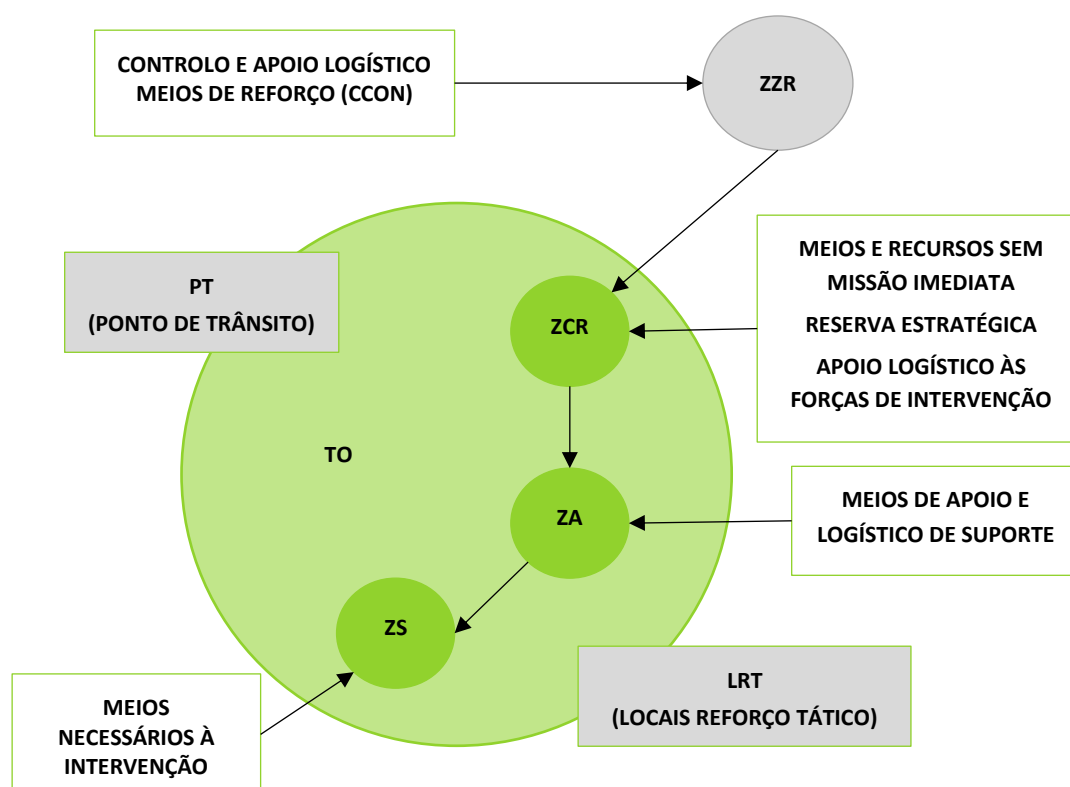 CONTROLO E APOIO LOGÍSTICO
MEIOS DE REFORÇO (CCON)
ZZR
MEIOS E RECURSOS SEM
MISSÃO IMEDIATA
RESERVA ESTRATÉGICA
APOIO LOGÍSTICO ÀS
FORÇAS DE INTERVENÇÃO
PT
(PONTO DE TRÂNSITO)
ZCR
TO
ZA
MEIOS DE APOIO E
LOGÍSTICO DE SUPORTE
ZS
LRT
(LOCAIS REFORÇO TÁTICO)
MEIOS
NECESSÁRIOS À
INTERVENÇÃO